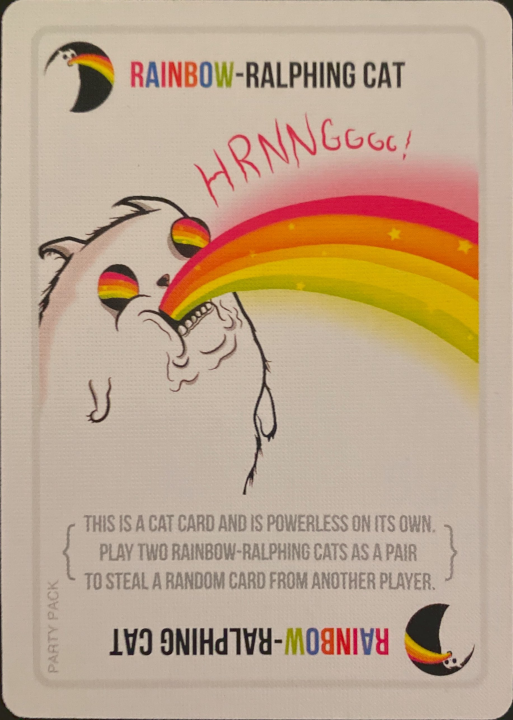 RAINBOW-RALPHING CAT
HRNNGGGG!
THIS IS A CAT CARD AND IS POWERLESS ON ITS OWN.
PLAY TWO RAINBOW-RALPHING CATS AS A PAIR
TO STEAL A RANDOM CARD FROM ANOTHER PLAYER.
PARTY PACK
RAINBOW-RALPHING CAT